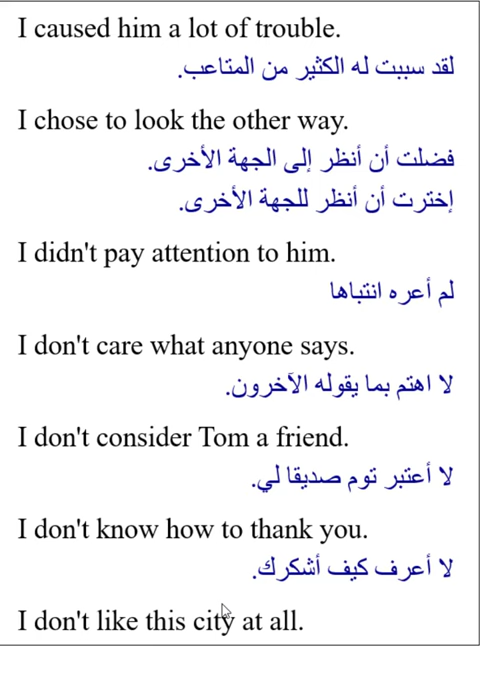 I caused him a lot of trouble.
لقد سببت له الكثير من المتاعب.
I chose to look the other way.
فضلت أن أنظر إلى الجهة الأخرى.
إخترت أن أنظر للجهة الأخرى.
I didn't pay attention to him.
لم أعره انتباها
I don't care what anyone says.
لا اهتم بما يقوله الآخرون.
I don't consider Tom a friend.
لا أعتبر توم صديقا لي.
I don't know how to thank you.
لا أعرف كيف أشكرك.
I don't like this city at all.